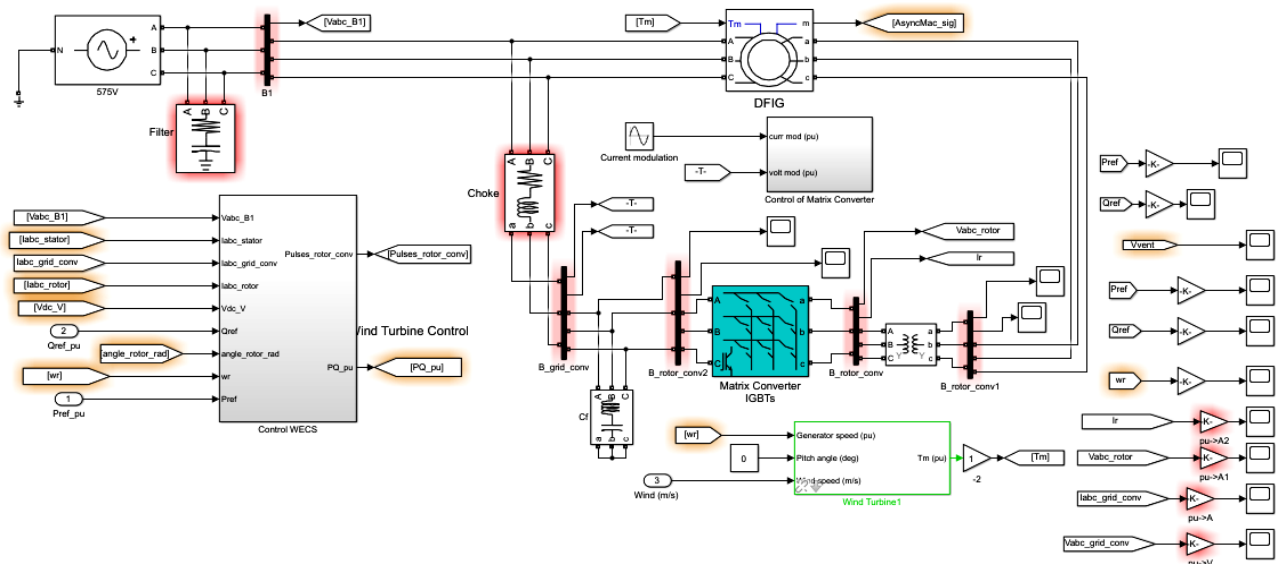 [Vabc_B1]
[Tm]
Tm
m
[AsyncMac_sig]
N
A
B
C
575V
B1
A
B
C
a
b
c
DFIG
A B C
Filter
Current modulation
curr mod (pu)
volt mod (pu)
-T-
Control of Matrix Converter
A B C
Choke
a b c
-T-
-T-
Pref
-K-
Qref
-K-
Vvent
Pref
-K-
Qref
-K-
wr
-K-
Ir
K-
pu->A2
Vabc_rotor
K-
pu->A1
Iabc_grid_conv
-K-
pu->A
Vabc_grid_conv
-K-
pu->V
[Vabc_B1]
[Iabc_stator]
Iabc_grid_conv
[Iabc_rotor]
[Vdc_V]
2
Qref_pu
angle_rotor_rad]
[wr]
1
Pref_pu
Vabc_B1
Iabc_stator
Iabc_grid_conv
Iabc_rotor
Vdc_V
Qref
angle_rotor_rad
wr
Pref
Pulses_rotor_conv
PQ_pu
Control WECS
[Pulses_rotor_conv]
Wind Turbine Control
[PQ_pu]
Vabc_rotor
Ir
B_grid_conv
B_rotor_conv2
A
B
C
a
b
c
Matrix Converter
IGBTs
B_rotor_conv
A
B
C
Y Y
a
b
c
B_rotor_conv1
A B C
Cf
a b c
[wr]
0
3
Wind (m/s)
Generator speed (pu)
Pitch angle (deg)
Wind speed (m/s)
Tm (pu)
Wind Turbine1
1
-2
[Tm]